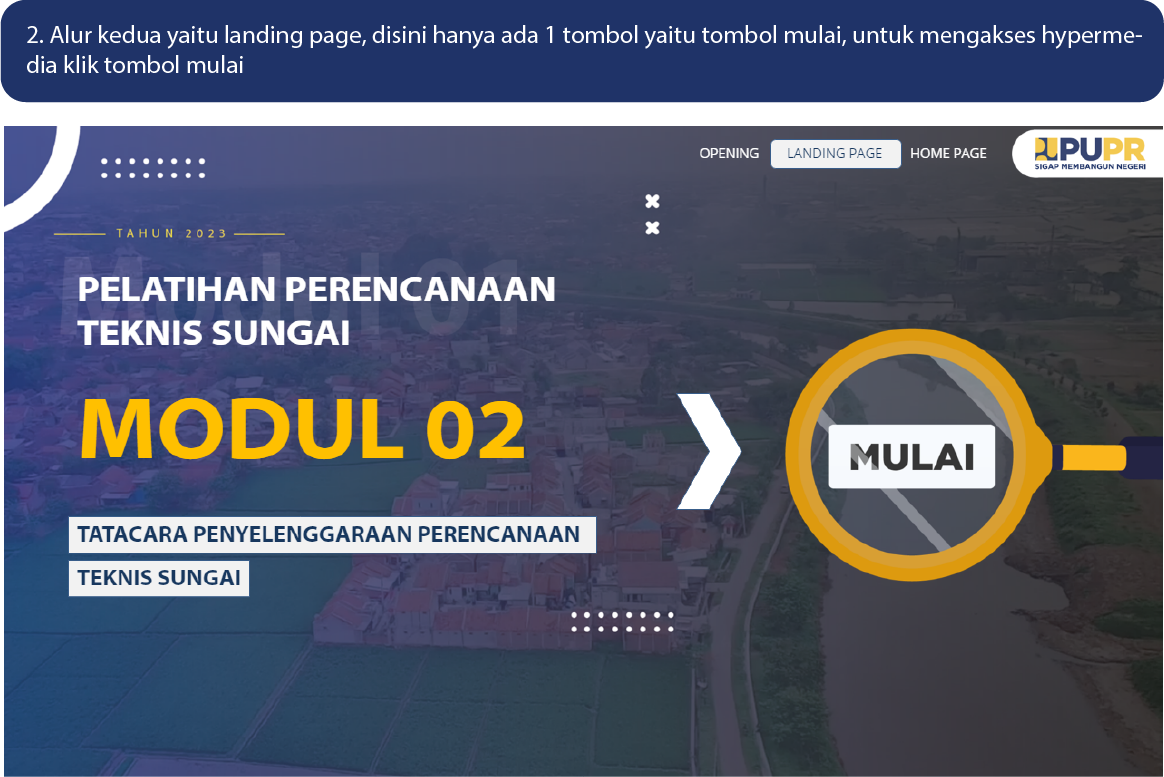 2. Alur kedua yaitu landing page, disini hanya ada 1 tombol yaitu tombol mulai, untuk mengakses hyperme-
dia klik tombol mulai
OPENING LANDING PAGE HOME PAGE
PUPR
SIGAP MEMBANGUN NEGERI
TAHUN 2023
Modul 01
PELATIHAN PERENCANAAN
TEKNIS SUNGAI
MODUL 02
MULAI
TATACARA PENYELENGGARAAN PERENCANAAN
TEKNIS SUNGAI